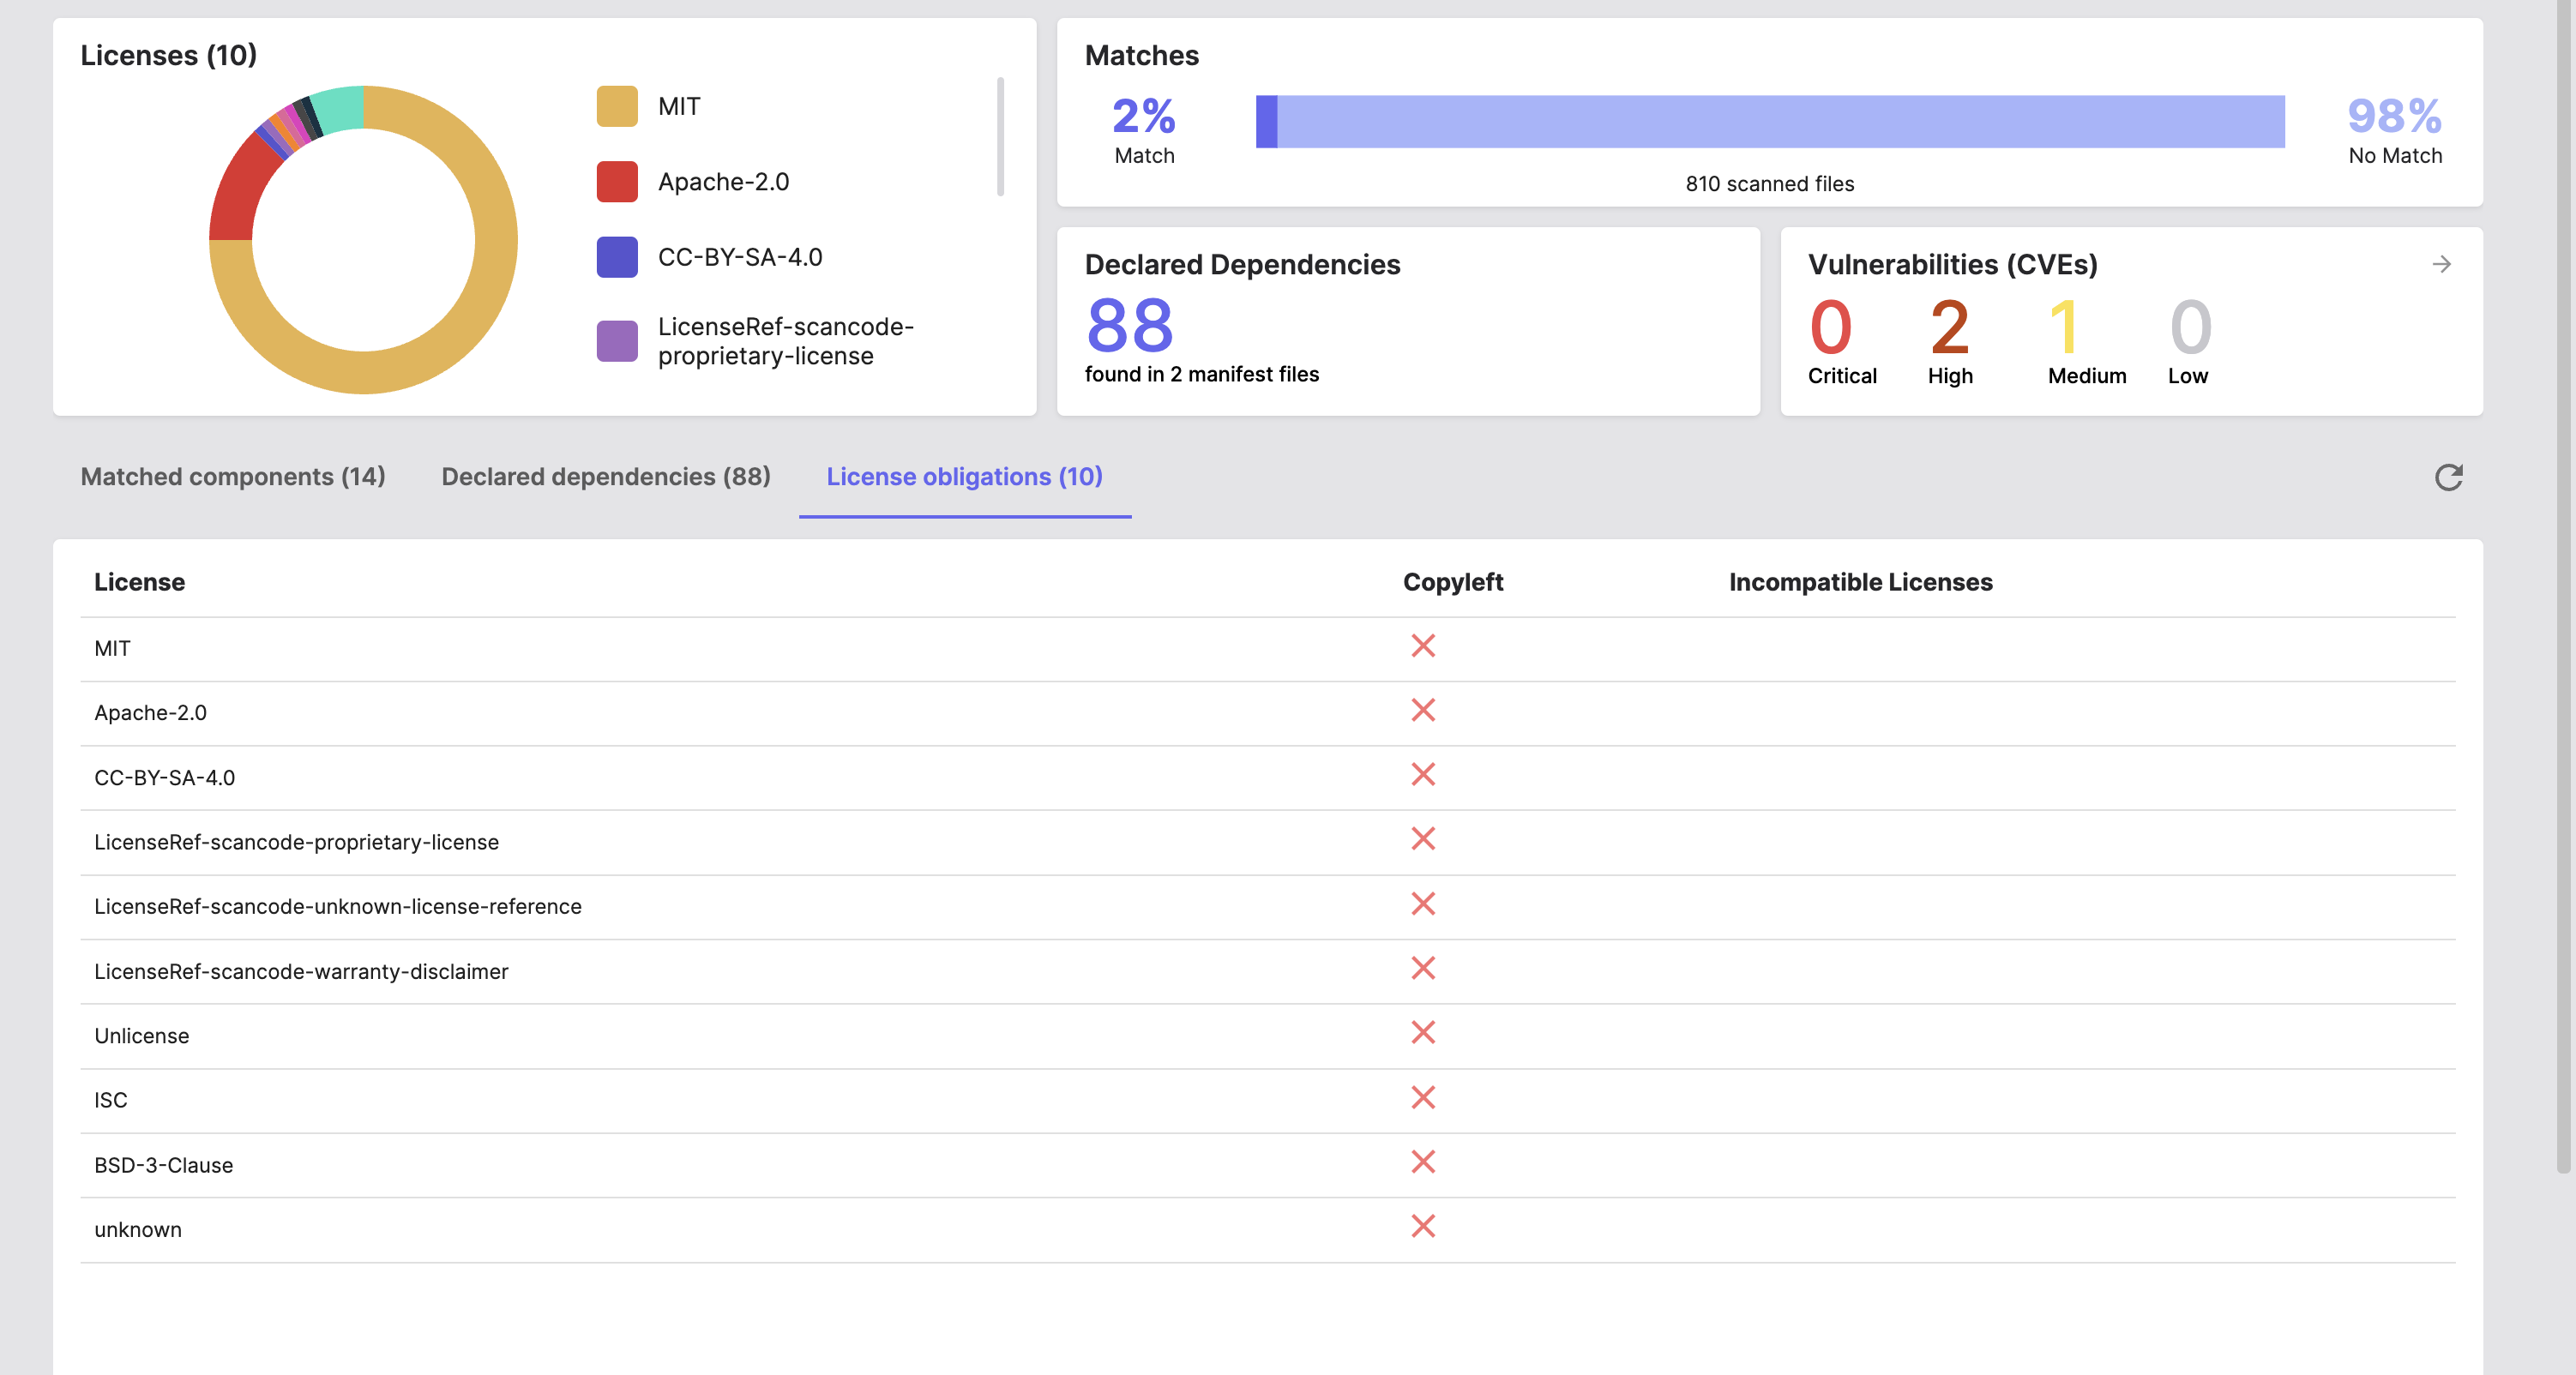 Licenses (10)
MIT
Apache-2.0
CC-BY-SA-4.0
LicenseRef-scancode-
proprietary-license
Matches
2%
Match
98%
No Match
810 scanned files
Declared Dependencies
88
found in 2 manifest files
Vulnerabilities (CVEs)
0 2 1 0
Critical High Medium Low
Matched components (14) Declared dependencies (88) License obligations (10)
License Copyleft Incompatible Licenses
MIT
Apache-2.0
CC-BY-SA-4.0
LicenseRef-scancode-proprietary-license
LicenseRef-scancode-unknown-license-reference
LicenseRef-scancode-warranty-disclaimer
Unlicense
ISC
BSD-3-Clause
unknown